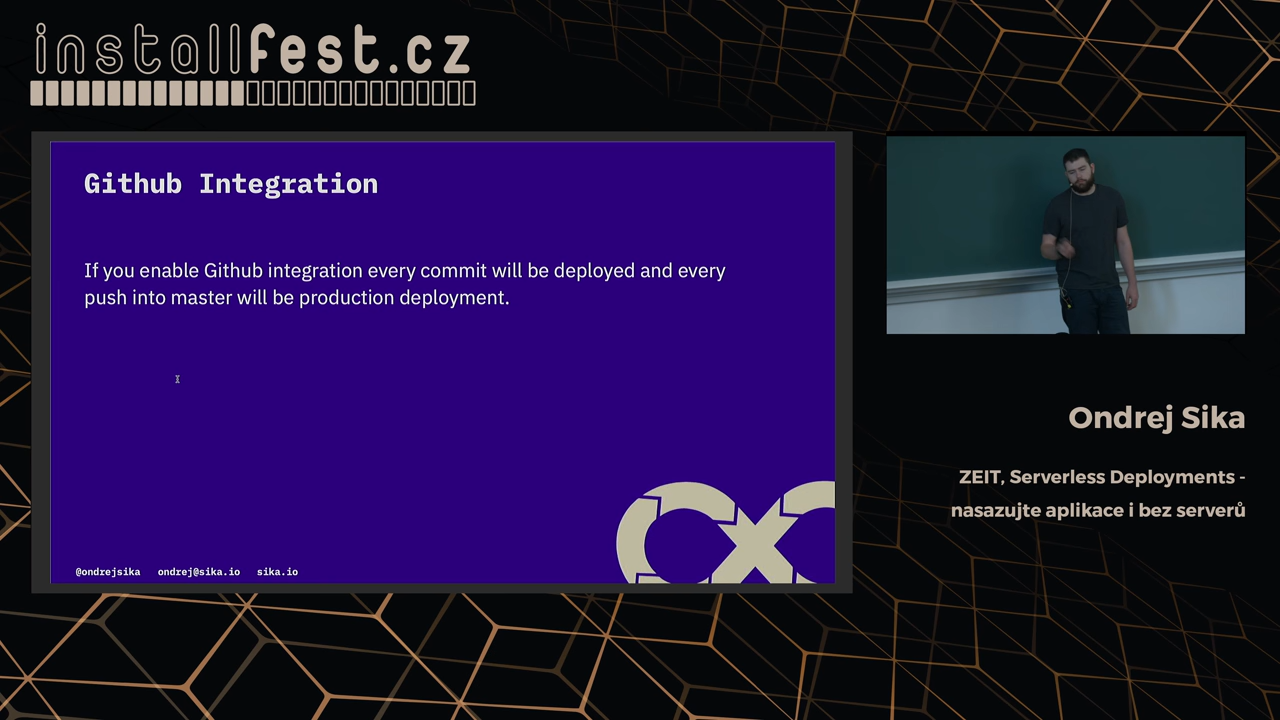 installfest.cz
Github Integration
If you enable Github integration every commit will be deployed and every
push into master will be production deployment.
@ondrejsika ondrej@sika.io sika.io
Ondrej Sika
ZEIT, Serverless Deployments -
nasazujte aplikace i bez serverů